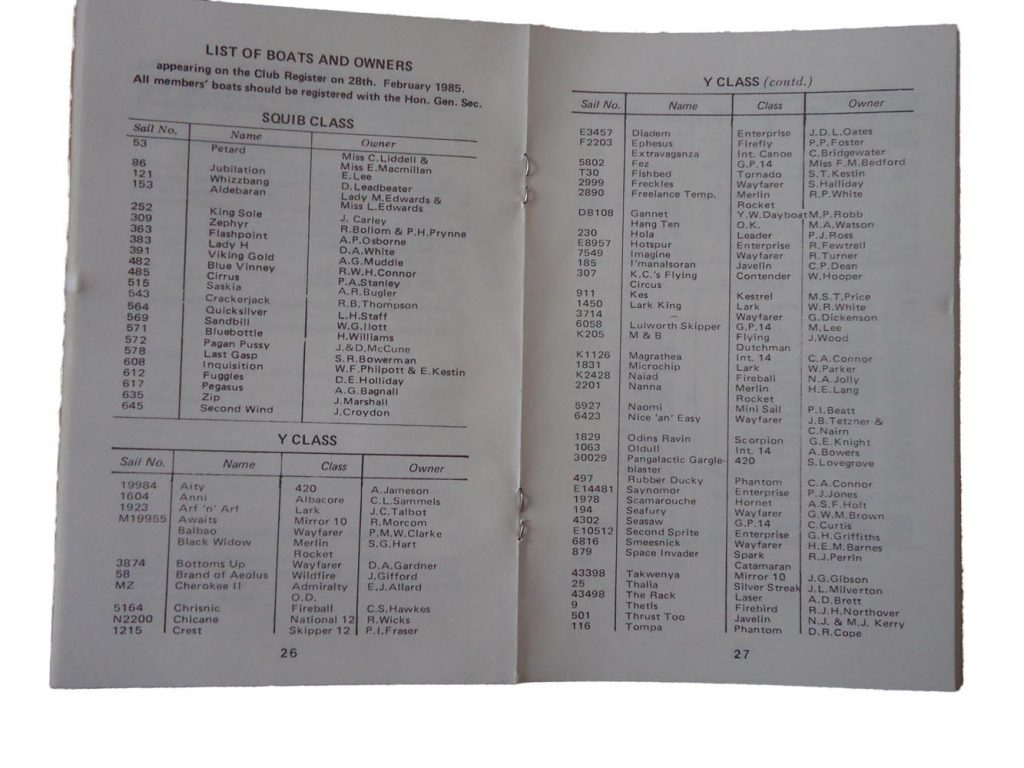 LIST OF BOATS AND OWNERS
appearing on the Club Register on 28th. February 1985.
All members' boats should be registered with the Hon. Gen. Sec.
SQUIB CLASS
Sail No. Name Owner
53 Petard Miss C.Liddell &
Miss E.Macmillan
86 Jubilation E.Lee
121 Whizzbang D.Leadbeater
153 Aldebaran Lady M.Edwards &
Miss L.Edwards
252 King Sole J. Carley
309 Zephyr R.Bollom & P.H.Prynne
363 Flashpoint A.P.Osborne
383 Lady H D.A.White
391 Viking Gold A.G.Muddle
482 Blue Vinney R.W.H.Connor
485 Cirrus P.A.Stanley
515 Saskia A.R.Bugler
543 Crackerjack R.B.Thompson
564 Quicksilver L.H.Staff
569 Sandbill W.G.Ilott
571 Bluebottle H.Williams
572 Pagan Pussy J.&D.McCune
578 Last Gasp S.R.Bowerman
608 Inquisition W.F.Philpott & E.Kestin
612 Fuggles D.E.Holliday
617 Pegasus A.G.Bagnall
635 Zip J.Marshall
645 Second Wind J.Croydon
Y CLASS
Sail No. Name Class Owner
19984 Aity 420 A.Jameson
1604 Anni Albacore C.L.Sammels
1923 Arf 'n' Arf Lark J.C.Talbot
M19955 Awaits Mirror 10 R.Morcom
Balbao Wayfarer P.M.W.Clarke
Black Widow Merlin S.G.Hart
Rocket
3874 Bottoms Up Wayfarer D.A.Gardner
58 Brand of Aeolus Wildfire J.Gifford
MZ Cherokee II Admiralty E.J.Allard
O.D.
5164 Chrisnic Fireball C.S.Hawkes
N2200 Chicane National 12 R.Wicks
1215 Crest Skipper 12 P.I.Fraser
26
Y CLASS (contd.)
Sail No. Name Class Owner
E3457 Diadem Enterprise J.D.L.Oates
F2203 Ephesus Firefly P.P.Foster
Extravaganza Int. Canoe C.Bridgewater
5802 Fez G.P.14 Miss F.M.Bedford
T30 Fishbed Tornado S.T.Kestin
2999 Freckles Wayfarer S.Halliday
2890 Freelance Temp. Merlin R.P.White
Rocket
DB108 Gannet Y.W.Dayboat M.P.Robb
Hang Ten O.K. M.A.Watson
230 Hola Leader P.J.Ross
E8957 Hotspur Enterprise R.Fewtrell
7549 Imagine Wayfarer R.Turner
185 I'manalsoran Javelin C.P.Dean
307 K.C.'s Flying Contender W.Hooper
Circus
911 Kes Kestrel M.S.T.Price
1450 Lark King Lark W.R.White
3714 – Wayfarer G.Dickenson
6058 Lulworth Skipper G.P.14 M.Lee
K205 M & B Flying J.Wood
Dutchman
K1126 Magrathea Int. 14 C.A.Connor
1831 Microchip Lark W.Parker
K2428 Naiad Fireball N.A.Jolly
2201 Nanna Merlin H.E.Lang
Rocket
5927 Naomi Mini Sail P.I.Beatt
6423 Nice 'an' Easy Wayfarer J.B.Tetzner &
C.Nairn
1829 Odins Ravin Scorpion G.E.Knight
1063 Oldull Int. 14 A.Bowers
30029 Pangalactic Gargle- 420 S.Lovegrove
blaster
497 Rubber Ducky Phantom C.A.Connor
E14481 Saynomor Enterprise P.J.Jones
1978 Scamarouche Hornet A.S.F.Holt
194 Seafury Wayfarer G.W.M.Brown
4302 Seasaw G.P.14 C.Curtis
E10512 Second Sprite Enterprise G.H.Griffiths
6816 Smeesnick Wayfarer H.E.M.Barnes
879 Space Invader Spark R.J.Perrin
Catamaran
43398 Takwenya Mirror 10 J.G.Gibson
25 Thalia Silver Streak J.L.Milverton
43498 The Rack Laser A.D.Brett
9 Thetis Firebird R.J.H.Northover
501 Thrust Too Javelin N.J. & M.J. Kerry
116 Tompa Phantom D.R.Cope
27